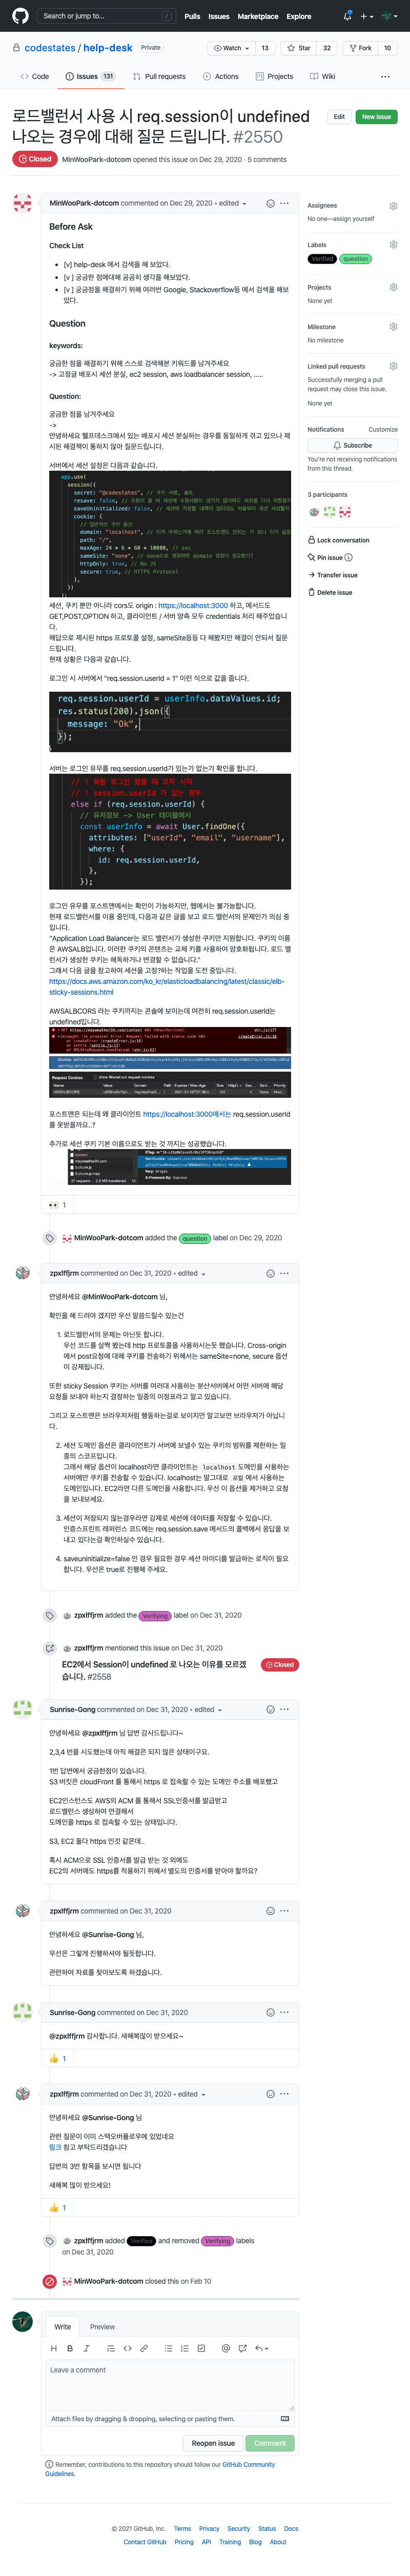 Search or jump to...
/
Pulls Issues Marketplace Explore
codestates / help-desk Private
Watch 13 Star 32 Fork 10
Code Issues 131 Pull requests Actions Projects Wiki
로드밸런서 사용 시 req.session이 undefined
나오는 경우에 대해 질문 드립니다. #2550
Edit New issue
Closed MinWooPark-dotcom opened this issue on Dec 29, 2020 · 5 comments
MinWooPark-dotcom commented on Dec 29, 2020 • edited
Before Ask
Check List
[v] help-desk 에서 검색을 해 보았다.
[v ] 궁금한 점에대해 곰곰히 생각을 해보았다.
[v ] 궁금점을 해결하기 위해 여러번 Google, Stackoverflow등 에서 검색을 해보
았다.
Question
keywords:
궁금한 점을 해결하기 위해 스스로 검색해본 키워드를 남겨주세요
-> 고정글 배포시 세션 분실, ec2 session, aws loadbalancer session, .....
Question:
궁금한 점을 남겨주세요
->
안녕하세요 헬프데스크에서 있는 배포시 세션 분실하는 경우를 동일하게 겪고 있으나 제
시된 해결책이 통하지 않아 질문드립니다.
서버에서 세션 설정은 다음과 같습니다.
app.use(
session({
secret: "@codestates", // 쿠키 서명, 옵트
cookie: {
path: "/",
maxAge: 24 * 6 * 60 * 10000, // sec
httpOnly: true, // No JS
secure: true, // HTTPS Protocol
},
})
세션, 쿠키 뿐만 아니라 cors도 origin : https://localhost:3000 하고, 메서드도
GET,POST,OPTION 하고, 클라이언트 / 서버 양측 모두 credentials 처리 해주었습니
다.
해답으로 제시된 https 프로토콜 설정, sameSite등등 다 해봤지만 해결이 안되서 질문
드립니다.
현재 상황은 다음과 같습니다.
로그인 시 서버에서 "req.session.userId = 1" 이런 식으로 값을 줍니다.
req.session.userId = userInfo.dataValues.id;
res.status(200).json({
message: "Ok",
});
서버는 로그인 유무를 req.session.userId가 있는가 없는가 확인을 합니다.
// ! 회원 로그인 했을 때 로직 시작
// ! session.userId 가 있는 경우
else if (req.session.userId) {
// 유저정보 -> User 테이블에서
const userInfo = await User.findOne({
attributes: ["userId", "email", "username"],
where: {
id: req.session.userId,
},
});
로그인 유무를 포스트맨에서는 확인이 가능하지만, 웹에서는 불가능합니다.
현재 로드밸런서를 이용 중인데, 다음과 같은 글을 보고 로드 밸런서의 문제인가 의심 중
입니다.
"Application Load Balancer는 로드 밸런서가 생성한 쿠키만 지원합니다. 쿠키의 이름
은 AWSALB입니다. 이러한 쿠키의 콘텐츠는 교체 키를 사용하여 암호화됩니다. 로드 밸
런서가 생성한 쿠키는 해독하거나 변경할 수 없습니다."
그래서 다음 글을 참고하여 세션을 고정하는 작업을 도전 중입니다.
https://docs.aws.amazon.com/ko_kr/elasticloadbalancing/latest/classic/elb-
sticky-sessions.html
AWSALBCORS 라는 쿠키까지는 콘솔에 보이는데 여전히 req.session.userId는
undefined입니다.
포스트맨은 되는데 왜 클라이언트 https://localhost:3000에서는 req.session.userId
를 못받을까요..?
추가로 세션 쿠키 기본 이름으로도 받는 것 까지는 성공했습니다.
👀 1
MinWooPark-dotcom added the question label on Dec 29, 2020
zpxlffjrm commented on Dec 31, 2020 • edited
안녕하세요 @MinWooPark-dotcom 님,
확인을 해 드려야 겠지만 우선 말씀드릴수 있는건
1. 로드밸런서의 문제는 아닌듯 합니다.
우선 코드를 살짝 봤는데 http 프로토콜을 사용하시는듯 했습니다. Cross-origin
에서 post요청에 대해 쿠키를 전송하기 위해서는 sameSite=none, secure 옵션
이 강제됩니다.
또한 sticky Session 쿠키는 서버를 여러대 사용하는 분산서버에서 어떤 서버에 해당
요청을 보내야 하는지 결정하는 일종의 이정표라고 알고 있습니다.
그리고 포스트맨은 브라우저처럼 행동하는걸로 보이지만 알고보면 브라우저가 아닙니
다.
2. 세션 도메인 옵션은 클라이언트가 서버에 보낼수 있는 쿠키의 범위를 제한하는 일
종의 스코프입니다.
그래서 해당 옵션이 localhost라면 클라이언트는 localhost 도메인을 사용하는
서버에만 쿠키를 전송할 수 있습니다. localhost는 말그대로 로컬 에서 사용하는
도메인입니다. EC2라면 다른 도메인을 사용합니다. 우선 이 옵션을 제거하고 요청
을 보내보세요.
3. 세션이 저장되지 않는경우라면 강제로 세션에 데이터를 저장할 수 있습니다.
인증스프린트 레퍼런스 코드에는 req.session.save 메서드의 콜백에서 응답을 보
내고 있다는걸 확인하실수 있습니다.
4. saveuninitialize=false 인 경우 필요한 경우 세션 아이디를 발급하는 로직이 필요
합니다. 우선은 true로 진행해 주세요.
zpxlffjrm added the Verifying label on Dec 31, 2020
zpxlffjrm mentioned this issue on Dec 31, 2020
EC2에서 Session이 undefined 로 나오는 이유를 모르겠
습니다. #2558
Closed
Sunrise-Gong commented on Dec 31, 2020 • edited
안녕하세요 @zpxlffjrm 님 답변 감사드립니다~
2,3,4 번을 시도했는데 아직 해결은 되지 않은 상태이구요.
1번 답변에서 궁금한점이 있습니다.
S3 버킷은 cloudFront 를 통해서 https 로 접속할 수 있는 도메인 주소를 배포했고
EC2인스턴스도 AWS의 ACM 를 통해서 SSL인증서를 발급받고
로드밸런스 생성하여 연결해서
도메인을 https 로 접속할 수 있는 상태입니다.
S3, EC2 둘다 https 인것 같은데..
혹시 ACM으로 SSL 인증서를 발급 받는 것 외에도
EC2의 서버에도 https를 적용하기 위해서 별도의 인증서를 받아야 할까요?
zpxlffjrm commented on Dec 31, 2020
안녕하세요 @Sunrise-Gong 님,
우선은 그렇게 진행하셔야 될듯합니다.
관련하여 자료를 찾아보도록 하겠습니다.
Sunrise-Gong commented on Dec 31, 2020
@zpxlffjrm 감사합니다. 새해복많이 받으세요~
👍 1
zpxlffjrm commented on Dec 31, 2020 • edited
안녕하세요 @Sunrise-Gong 님
관련 질문이 이미 스택오버플로우에 있었네요
링크 참고 부탁드리겠습니다
답변의 3번 항목을 보시면 됩니다
새해복 많이 받으세요!
👍 1
zpxlffjrm added Verified and removed Verifying labels
on Dec 31, 2020
MinWooPark-dotcom closed this on Feb 10
Write Preview
Leave a comment
Attach files by dragging & dropping, selecting or pasting them.
Reopen issue Comment
Remember, contributions to this repository should follow our GitHub Community
Guidelines.
Assignees
No one—assign yourself
Labels
Verified question
Projects
None yet
Milestone
No milestone
Linked pull requests
Successfully merging a pull
request may close this issue.
None yet
Notifications Customize
Subscribe
You're not receiving notifications
from this thread.
3 participants
Lock conversation
Pin issue
Transfer issue
Delete issue
© 2021 GitHub, Inc. Terms Privacy Security Status Docs
Contact GitHub Pricing API Training Blog About